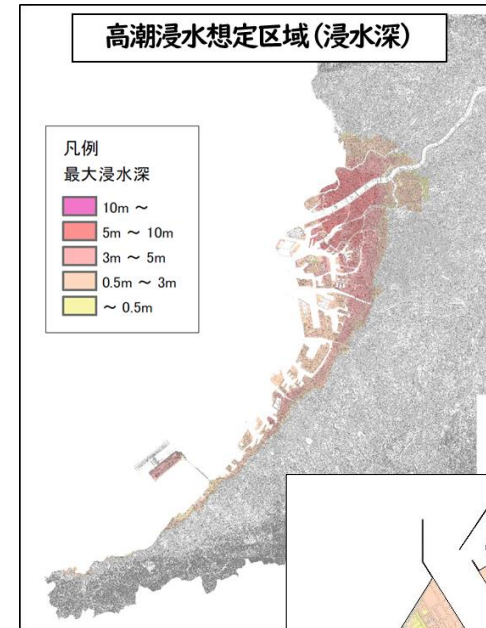 高潮浸水想定区域(浸水深)
凡例
最大浸水深
10m ～
5m ～ 10m
3m ～ 5m
0.5m ～ 3m
～ 0.5m